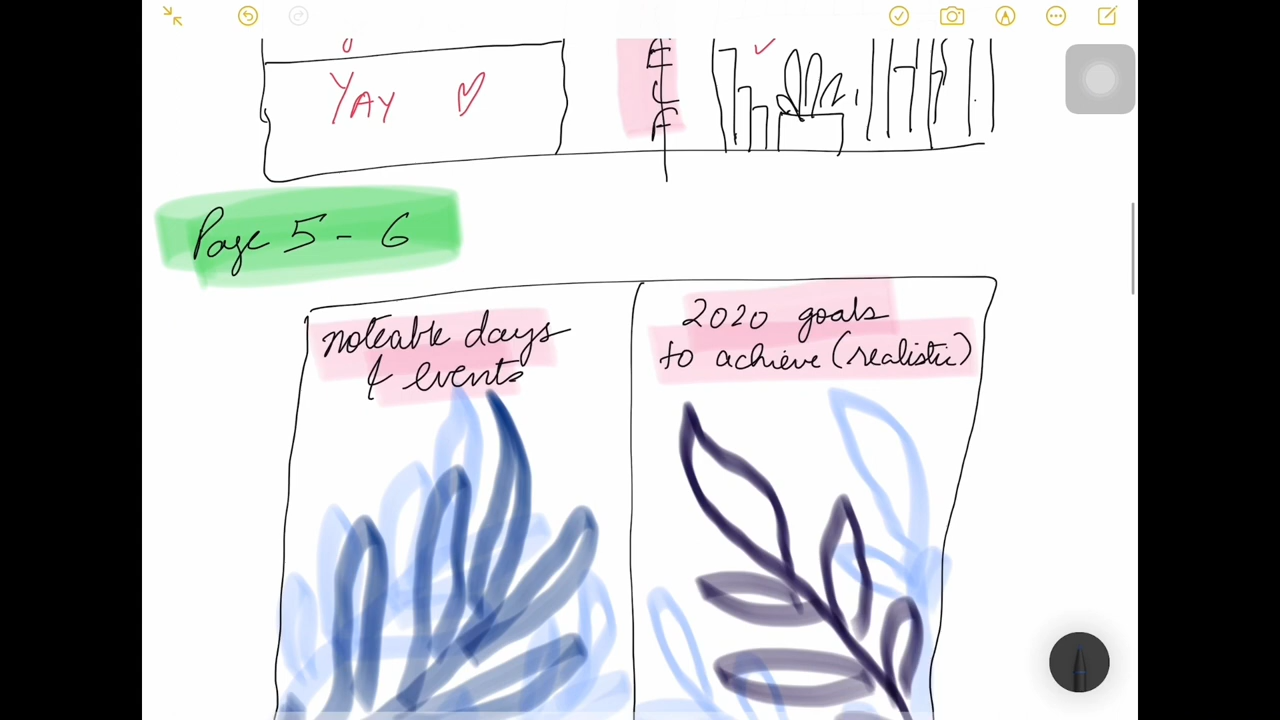 YAY
Page 5 - 6
noteable days
& events
2020 goals
to achieve (realistic)